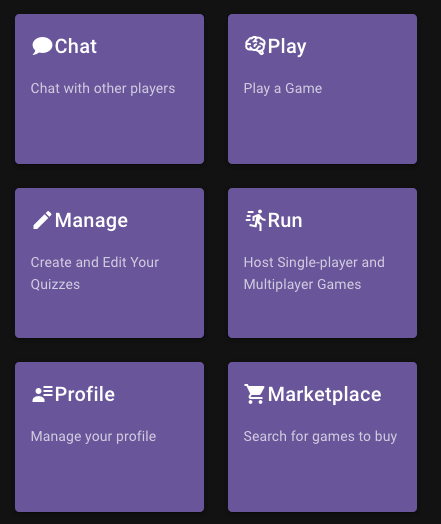 Chat
Chat with other players
Play
Play a Game
Manage
Create and Edit Your
Quizzes
Run
Host Single-player and
Multiplayer Games
Profile
Manage your profile
Marketplace
Search for games to buy